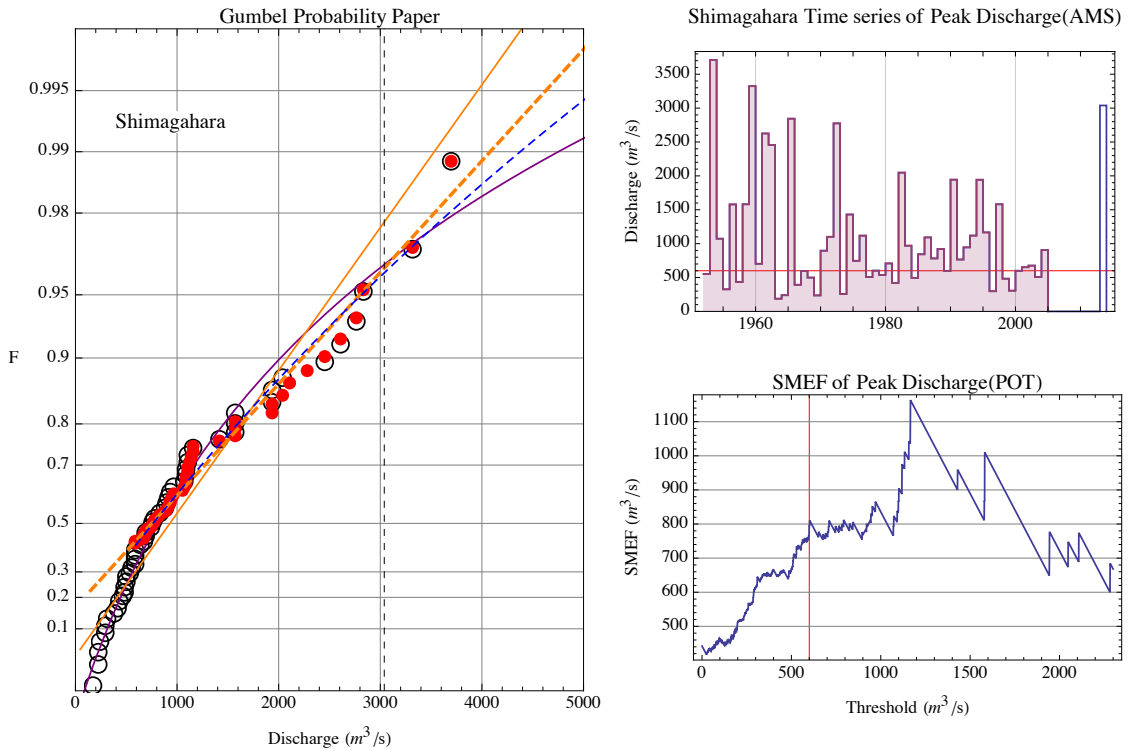 Gumbel Probability Paper
0.995
0.99
0.98
0.95
0.9
0.8
0.7
0.5
0.3
0.2
0.1
F
Shimagahara
0 1000 2000 3000 4000 5000
Discharge (m³/s)
Shimagahara Time series of Peak Discharge(AMS)
3500
3000
2500
2000
1500
1000
500
0
Discharge (m³/s)
1960 1980 2000
SMEF of Peak Discharge(POT)
1100
1000
900
800
700
600
500
SMEF (m³/s)
0 500 1000 1500 2000
Threshold (m³/s)